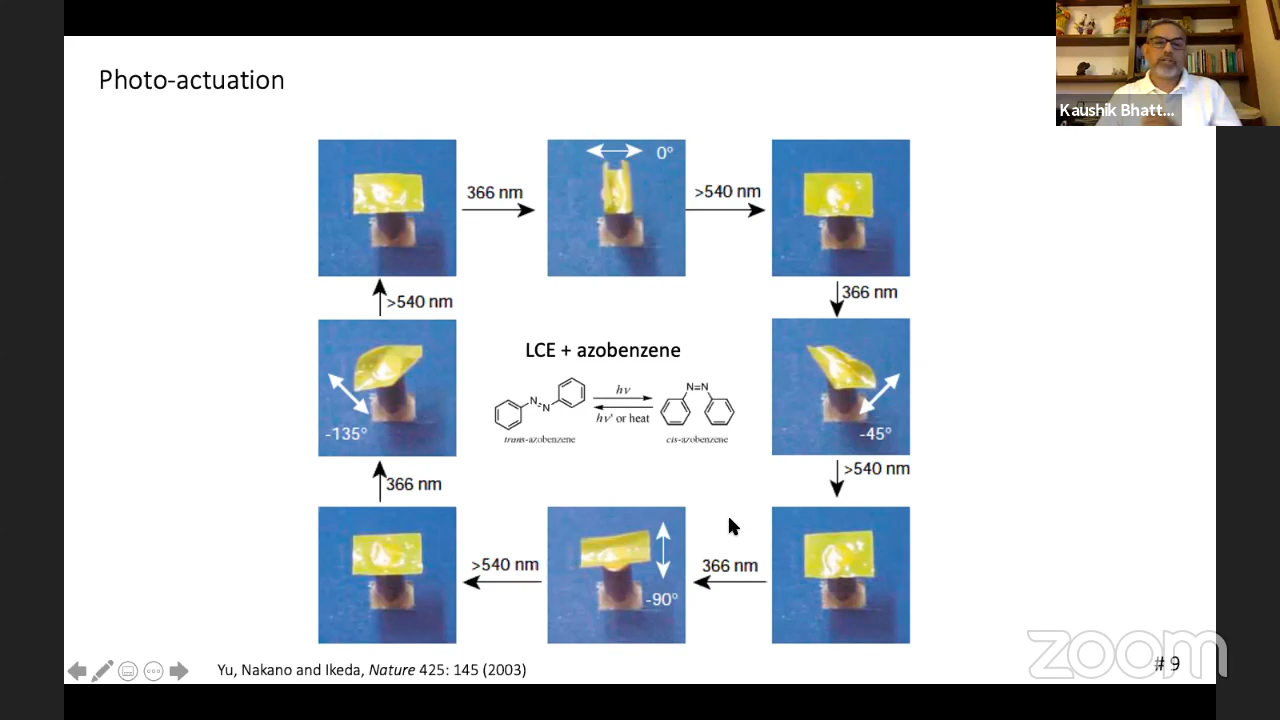 Photo-actuation
Kaushik Bhatt...
366 nm
0°
>540 nm
>540 nm
366 nm
LCE + azobenzene
N
N
hν
hν' or heat
N=N
trans-azobenzene
cis-azobenzene
-135°
-45°
366 nm
>540 nm
>540 nm
-90°
366 nm
Yu, Nakano and Ikeda, Nature 425: 145 (2003)
zoom
# 9